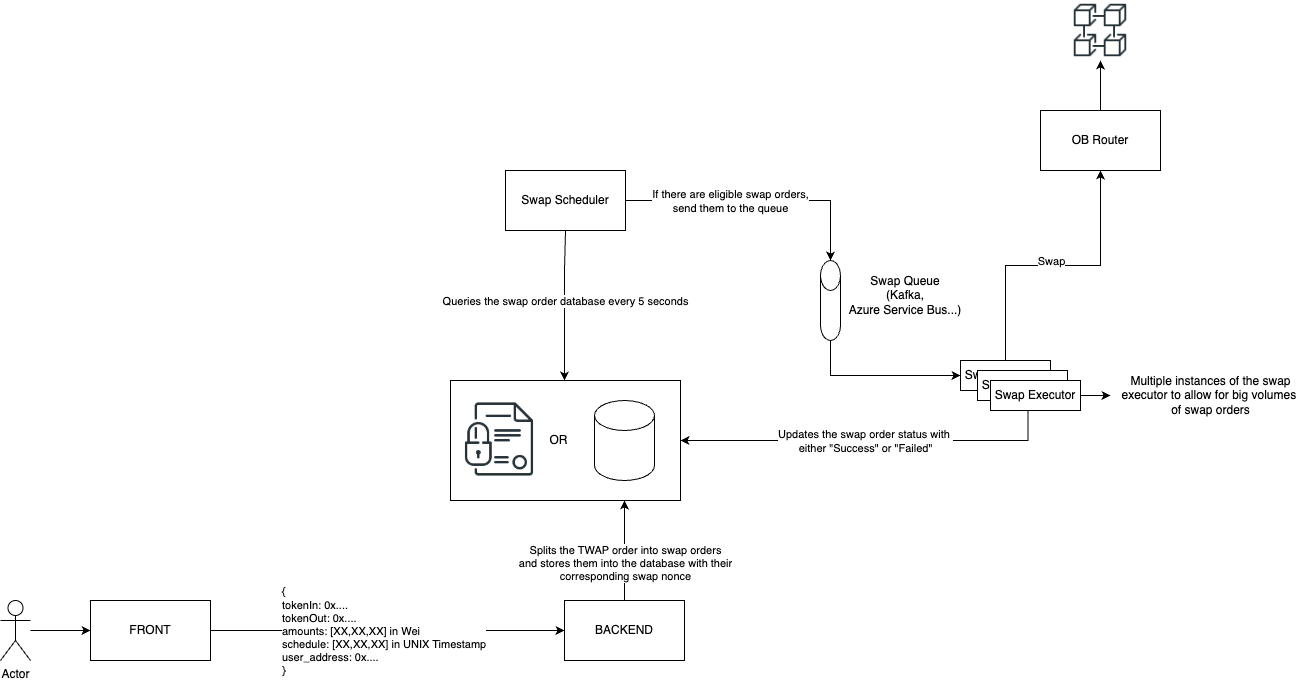 OB Router
Swap Scheduler
If there are eligible swap orders,
send them to the queue
Swap
Swap Queue
(Kafka,
Azure Service Bus...)
Queries the swap order database every 5 seconds
Sw
S
Swap Executor
Multiple instances of the swap
executor to allow for big volumes
of swap orders
OR
Updates the swap order status with
either "Success" or "Failed"
Splits the TWAP order into swap orders
and stores them into the database with their
corresponding swap nonce
{
tokenIn: 0x....
tokenOut: 0x....
amounts: [XX,XX,XX] in Wei
schedule: [XX,XX,XX] in UNIX Timestamp
user_address: 0x....
}
FRONT
BACKEND
Actor